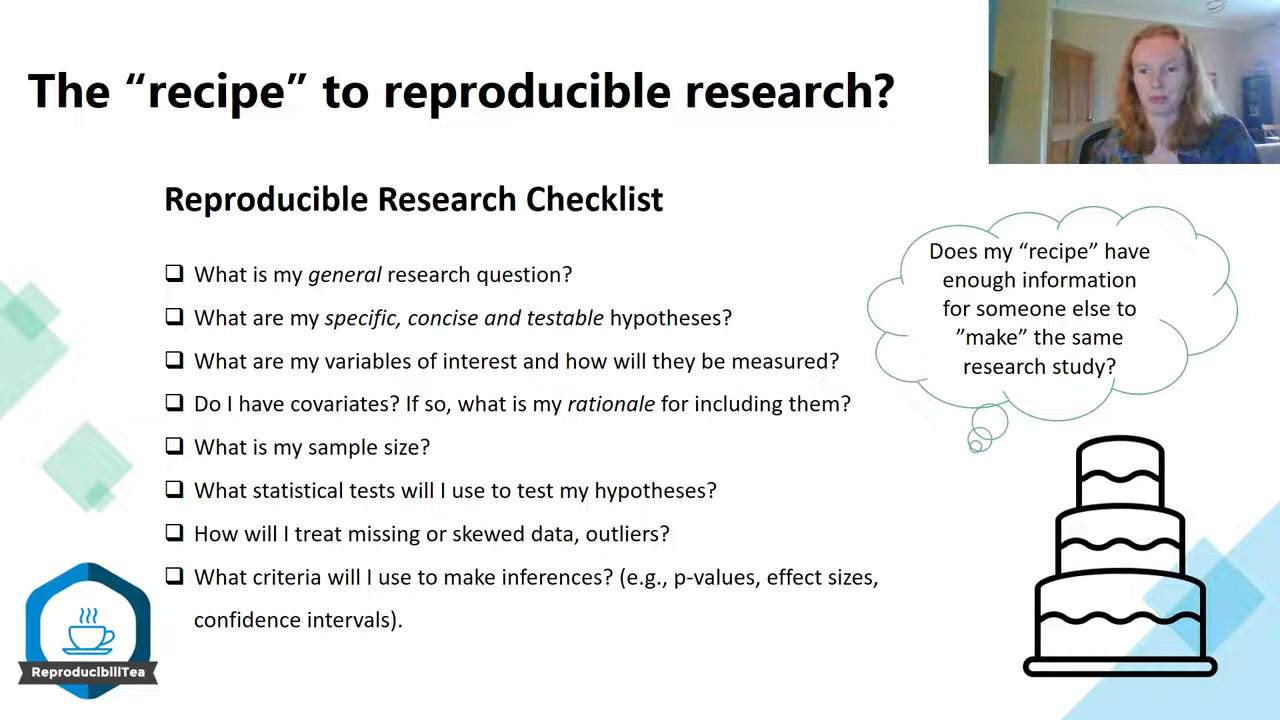 The “recipe” to reproducible research?
Reproducible Research Checklist
What is my general research question?
What are my specific, concise and testable hypotheses?
What are my variables of interest and how will they be measured?
Do I have covariates? If so, what is my rationale for including them?
What is my sample size?
What statistical tests will I use to test my hypotheses?
How will I treat missing or skewed data, outliers?
What criteria will I use to make inferences? (e.g., p-values, effect sizes,
confidence intervals).
Does my “recipe” have
enough information
for someone else to
”make” the same
research study?
ReproducibiliTea